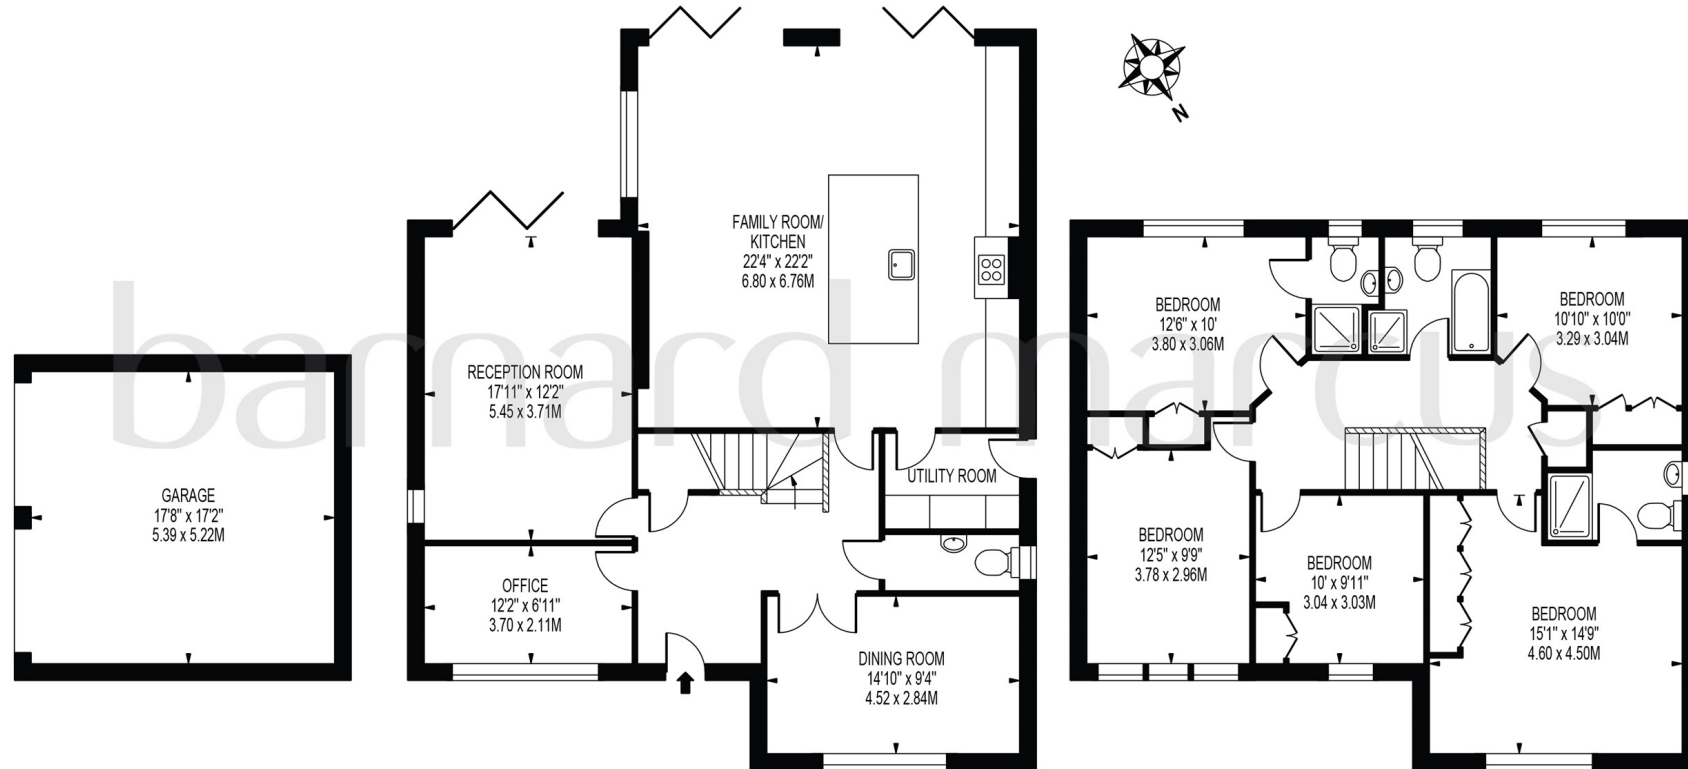 N
FAMILY ROOM/
KITCHEN
22'4" x 22'2"
6.80 x 6.76M
RECEPTION ROOM
17'11" x 12'2"
5.45 x 3.71M
GARAGE
17'8" x 17'2"
5.39 x 5.22M
UTILITY ROOM
OFFICE
12'2" x 6'11"
3.70 x 2.11M
DINING ROOM
14'10" x 9'4"
4.52 x 2.84M
BEDROOM
12'6" x 10'
3.80 x 3.06M
BEDROOM
10'10" x 10'0"
3.29 x 3.04M
BEDROOM
12'5" x 9'9"
3.78 x 2.96M
BEDROOM
10' x 9'11"
3.04 x 3.03M
BEDROOM
15'1" x 14'9"
4.60 x 4.50M
barnard marcus